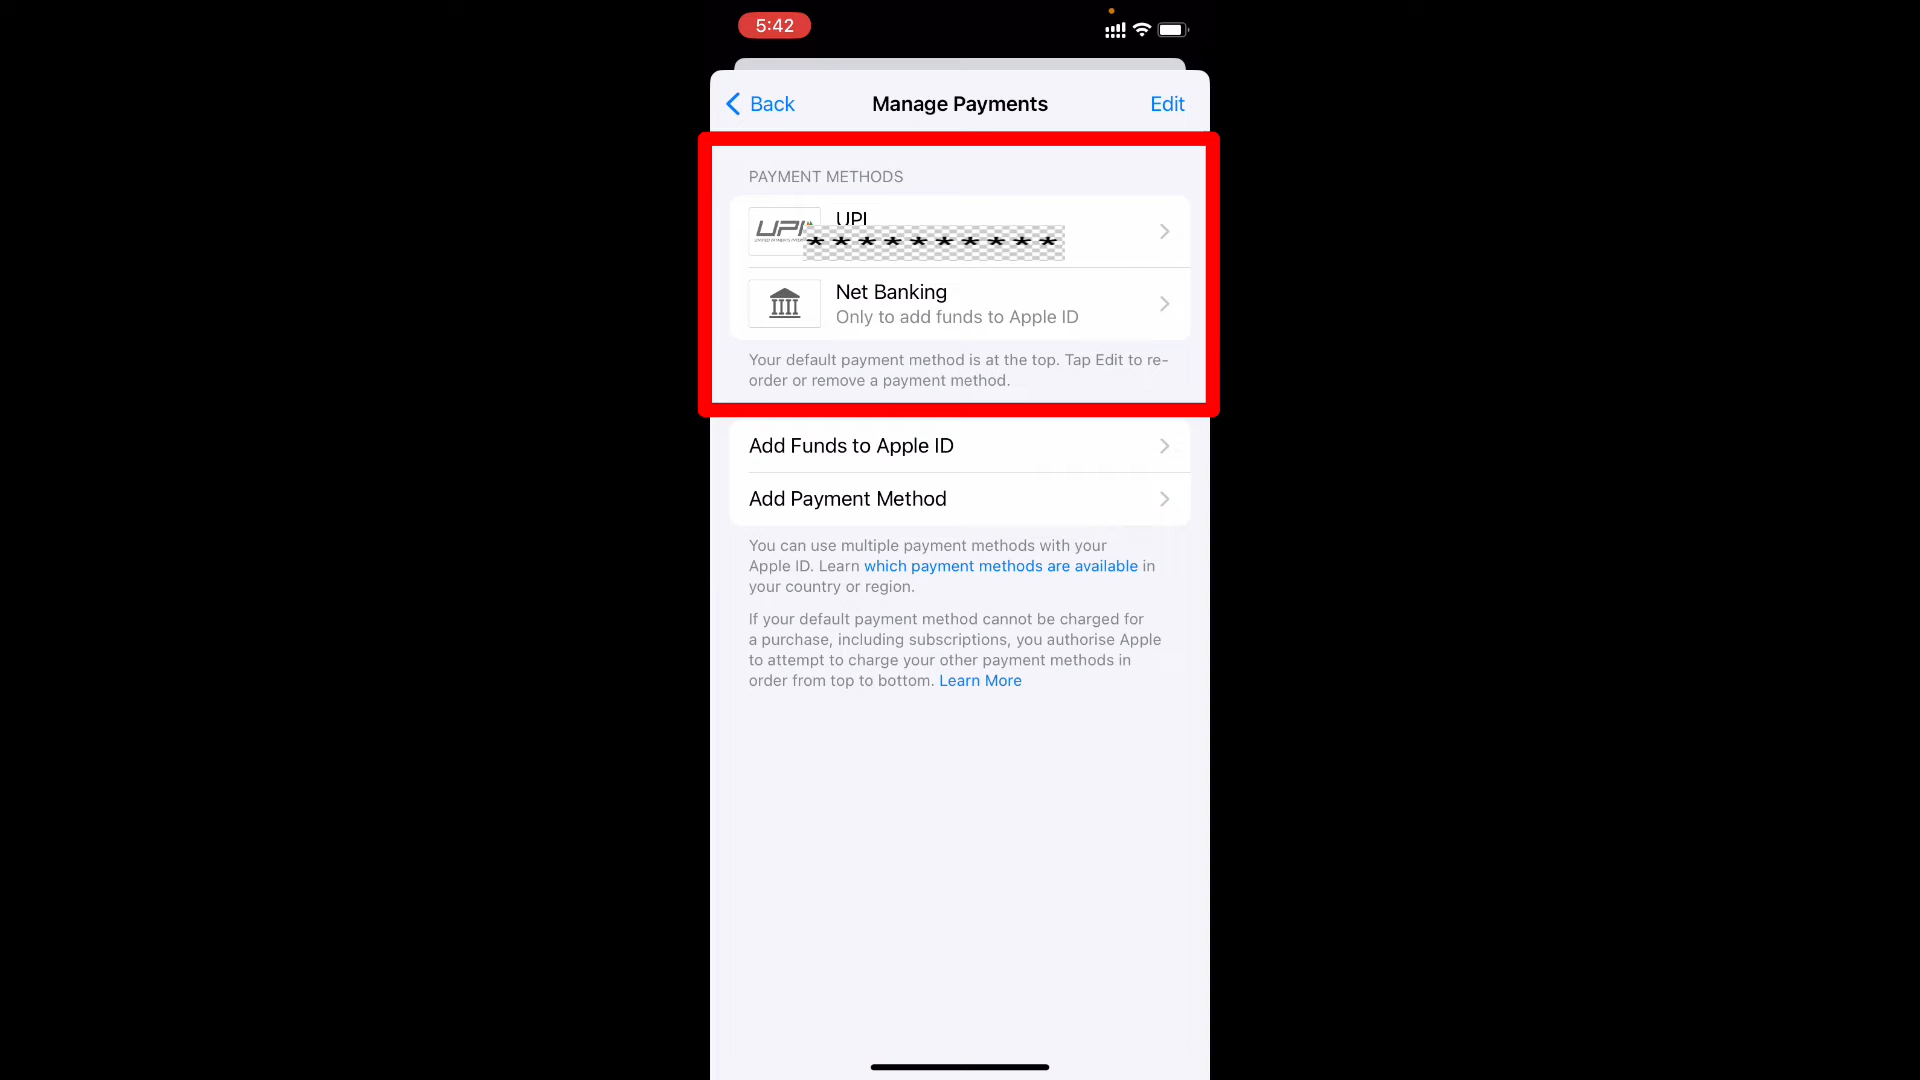 5:42
Back
Manage Payments
Edit
PAYMENT METHODS
UPI
UPI
**********
Net Banking
Only to add funds to Apple ID
Your default payment method is at the top. Tap Edit to re-
order or remove a payment method.
Add Funds to Apple ID
Add Payment Method
You can use multiple payment methods with your
Apple ID. Learn which payment methods are available in
your country or region.
If your default payment method cannot be charged for
a purchase, including subscriptions, you authorise Apple
to attempt to charge your other payment methods in
order from top to bottom. Learn More